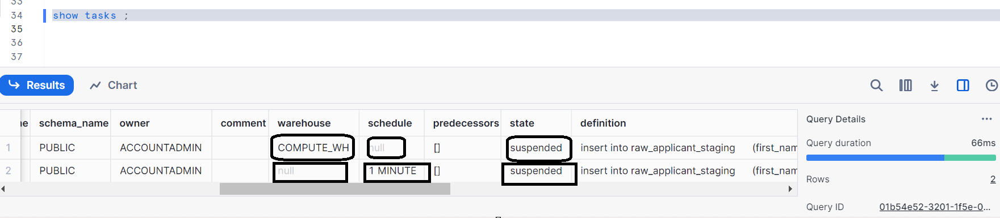 33
34 show tasks ;
35
36
37
Results Chart
ne schema_name owner comment warehouse schedule predecessors state definition
1 PUBLIC ACCOUNTADMIN COMPUTE_WH null [] suspended insert into raw_applicant_staging (first_nam
2 PUBLIC ACCOUNTADMIN null 1 MINUTE [] suspended insert into raw_applicant_staging (first_nam
Query Details ...
Query duration 66ms
Rows 2
Query ID 01b54e52-3201-1f5e-0...